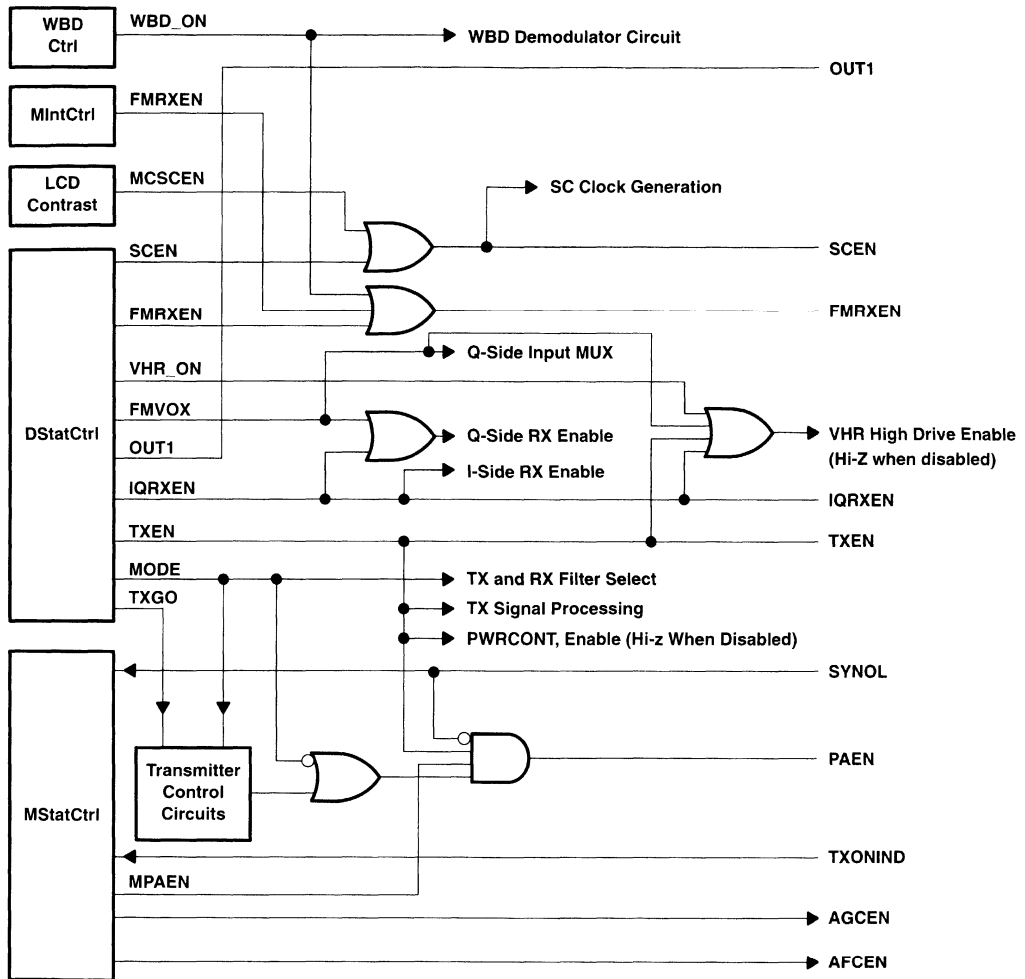 WBD
Ctrl
WBD_ON
WBD Demodulator Circuit
OUT1
MIntCtrl
FMRXEN
LCD
Contrast
MCSCEN
SC Clock Generation
SCEN
SCEN
FMRXEN
FMRXEN
Q-Side Input MUX
VHR_ON
DStatCtrl
FMVOX
Q-Side RX Enable
VHR High Drive Enable
(Hi-Z when disabled)
OUT1
I-Side RX Enable
IQRXEN
IQRXEN
TXEN
TXEN
MODE
TX and RX Filter Select
TXGO
TX Signal Processing
PWRCONT, Enable (Hi-z When Disabled)
SYNOL
PAEN
Transmitter
Control
Circuits
MStatCtrl
TXONIND
MPAEN
AGCEN
AFCEN